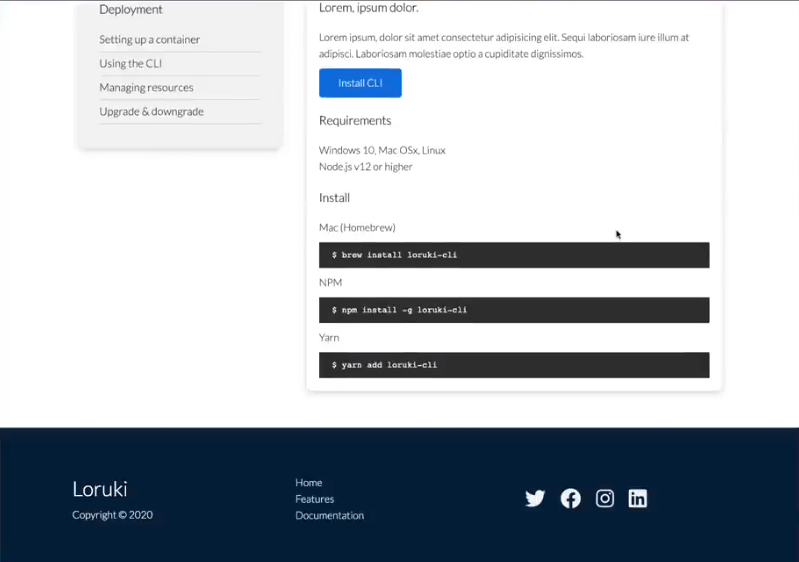 Deployment
Setting up a container
Using the CLI
Managing resources
Upgrade & downgrade
Lorem, ipsum dolor.
Lorem ipsum, dolor sit amet consectetur adipisicing elit. Sequi laboriosam iure illum at
adipisci. Laboriosam molestiae optio a cupiditate dignissimos.
Install CLI
Requirements
Windows 10, Mac OSx, Linux
Node.js v12 or higher
Install
Mac (Homebrew)
$ brew install loruki-cli
NPM
$ npm install -g loruki-cli
Yarn
$ yarn add loruki-cli
Loruki
Copyright © 2020
Home
Features
Documentation